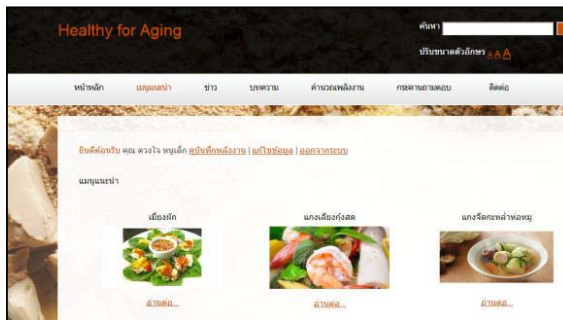 Healthy for Aging
ค้นหา
ปรับขนาดตัวอักษร A A A
หน้าหลัก เมนูแนะนำ ข่าว บทความ คำนวณพลังงาน กระดานถามตอบ ติดต่อ
ยินดีต้อนรับ คุณ ดวงใจ หนูเล็ก ดูบันทึกพลังงาน | แก้ไขข้อมูล | ออกจากระบบ
เมนูแนะนำ
เมี่ยงผัก แกงเลียงกุ้งสด แกงจืดกะหล่ำห่อหมู
อ่านต่อ... อ่านต่อ... อ่านต่อ...